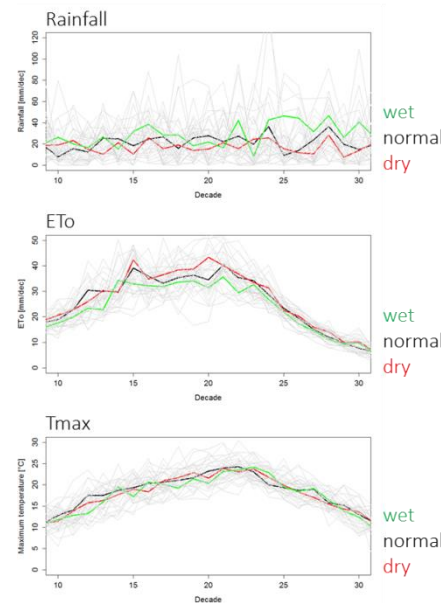 Rainfall
120
100
80
60
40
20
0
Rainfall [mm/dec]
10 15 20 25 30
Decade
wet
normal
dry
ETo
50
40
30
20
10
0
ETo [mm/dec]
10 15 20 25 30
Decade
wet
normal
dry
Tmax
30
25
20
15
10
5
0
Maximum temperature [°C]
10 15 20 25 30
Decade
wet
normal
dry